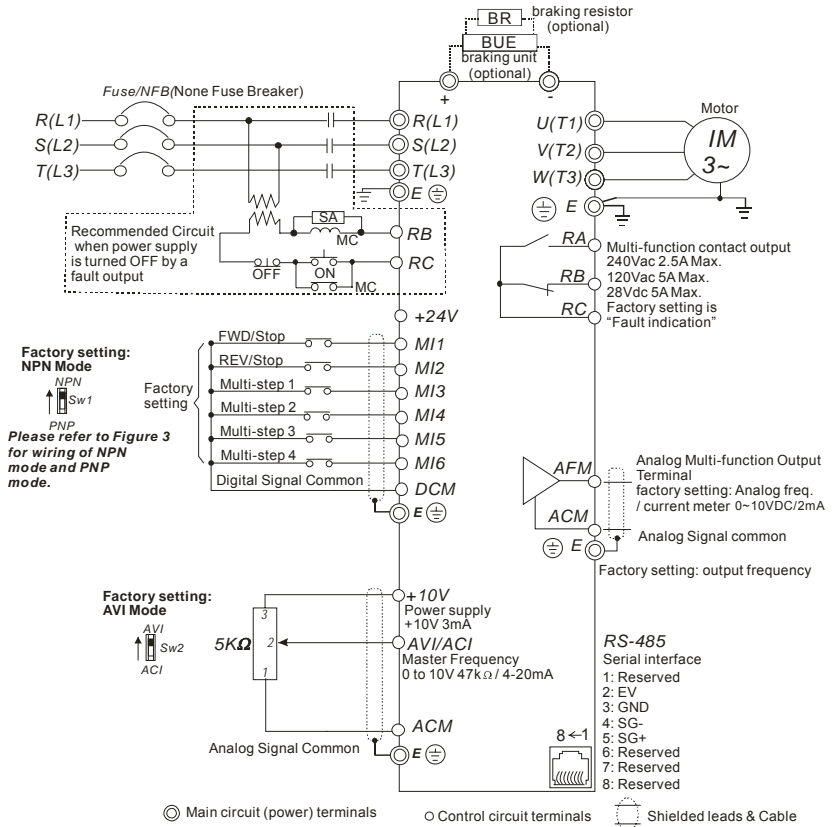 BR
braking resistor
(optional)
BUE
braking unit
(optional)
+
-
Fuse/NFB(None Fuse Breaker)
R(L1)
S(L2)
T(L3)
R(L1)
S(L2)
T(L3)
E
U(T1)
V(T2)
W(T3)
E
Motor
IM
3~
Recommended Circuit
when power supply
is turned OFF by a
fault output
SA
MC
OFF
ON
MC
RB
RC
RA
RB
RC
Multi-function contact output
240Vac 2.5A Max.
120Vac 5A Max.
28Vdc 5A Max.
Factory setting is
"Fault indication"
+24V
Factory setting:
NPN Mode
NPN
Sw1
PNP
Please refer to Figure 3
for wiring of NPN
mode and PNP
mode.
Factory
setting
FWD/Stop
MI1
REV/Stop
MI2
Multi-step 1
MI3
Multi-step 2
MI4
Multi-step 3
MI5
Multi-step 4
MI6
Digital Signal Common
DCM
E
AFM
ACM
E
Analog Multi-function Output
Terminal
factory setting: Analog freq.
/ current meter 0~10VDC/2mA
Analog Signal common
Factory setting: output frequency
Factory setting:
AVI Mode
AVI
Sw2
ACI
5KΩ
3
2
1
+10V
Power supply
+10V 3mA
AVI/ACI
Master Frequency
0 to 10V 47kΩ / 4-20mA
ACM
Analog Signal Common
E
RS-485
Serial interface
1: Reserved
2: EV
3: GND
4: SG-
5: SG+
6: Reserved
7: Reserved
8: Reserved
8←1
Main circuit (power) terminals
Control circuit terminals
Shielded leads & Cable